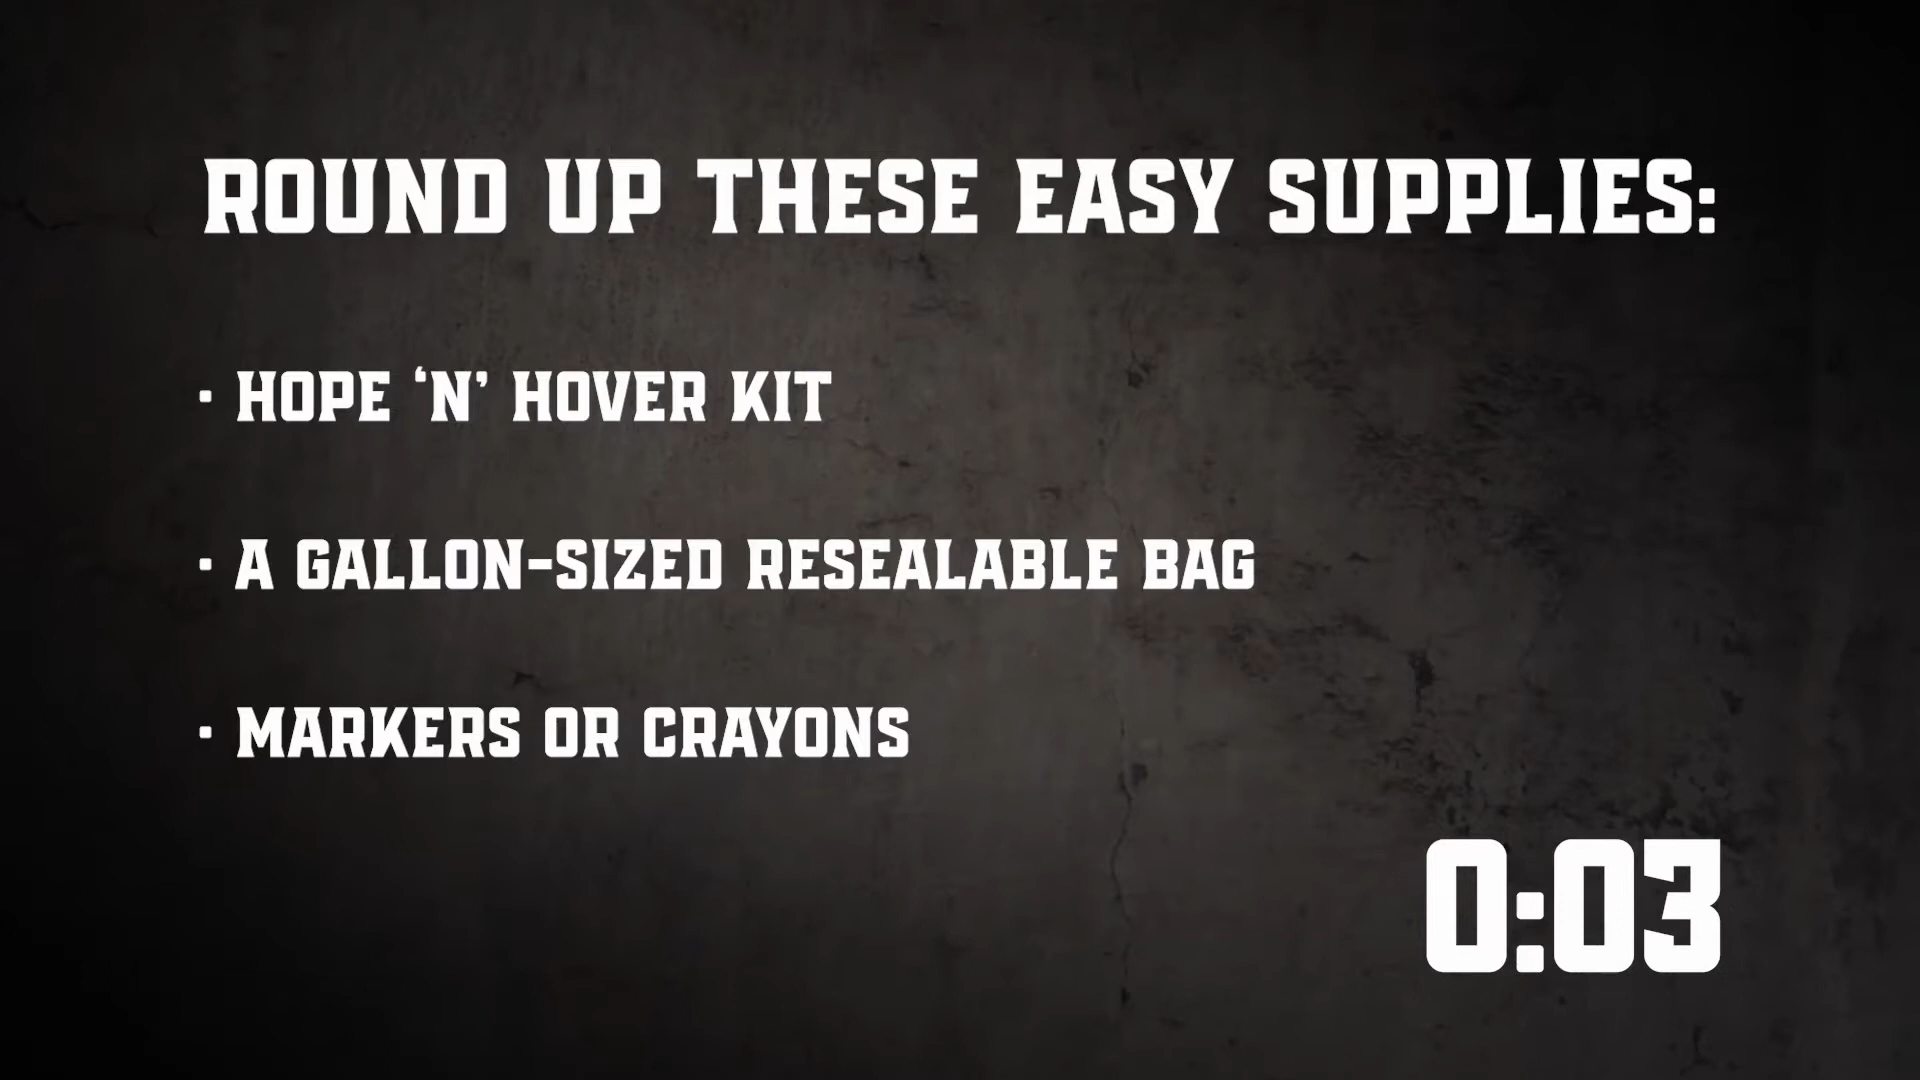 ROUND UP THESE EASY SUPPLIES:
· HOPE ‘N’ HOVER KIT
· A GALLON-SIZED RESEALABLE BAG
· MARKERS OR CRAYONS
0:03